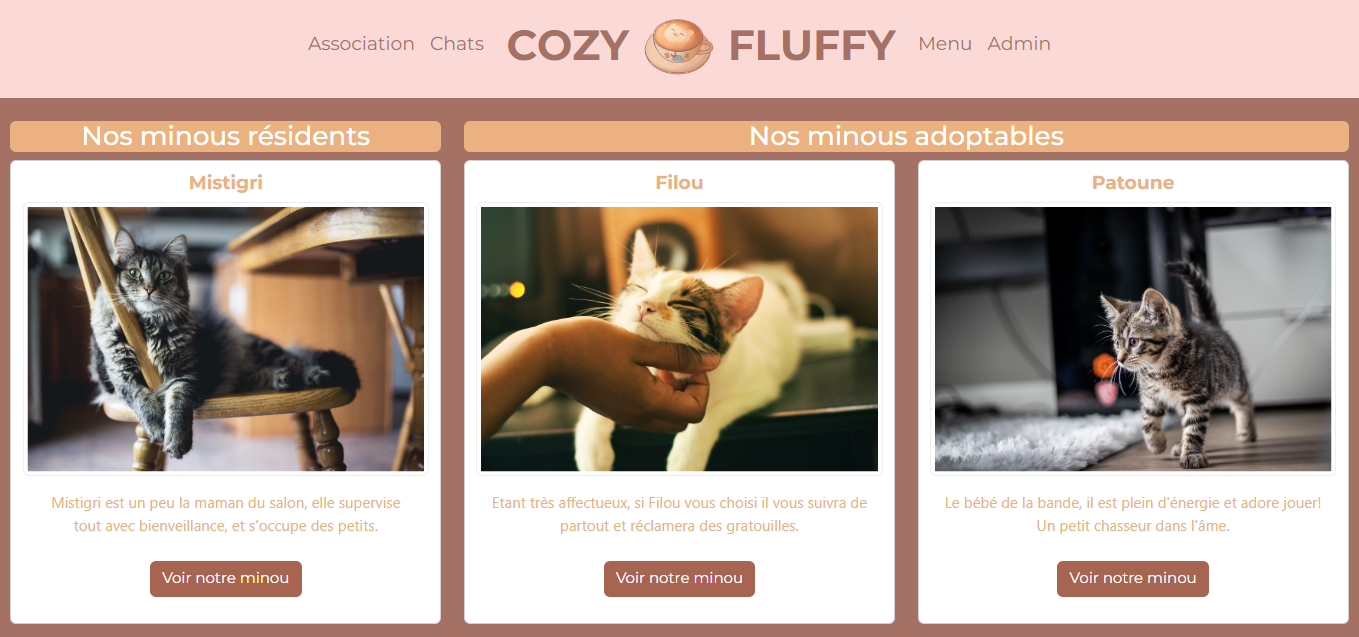 Association Chats COZY FLUFFY Menu Admin
Nos minous résidents
Nos minous adoptables
Mistigri
Mistigri est un peu la maman du salon, elle supervise
tout avec bienveillance, et s'occupe des petits.
Voir notre minou
Filou
Etant très affectueux, si Filou vous choisi il vous suivra de
partout et réclamera des gratouilles.
Voir notre minou
Patoune
Le bébé de la bande, il est plein d'énergie et adore jouer!
Un petit chasseur dans l'âme.
Voir notre minou